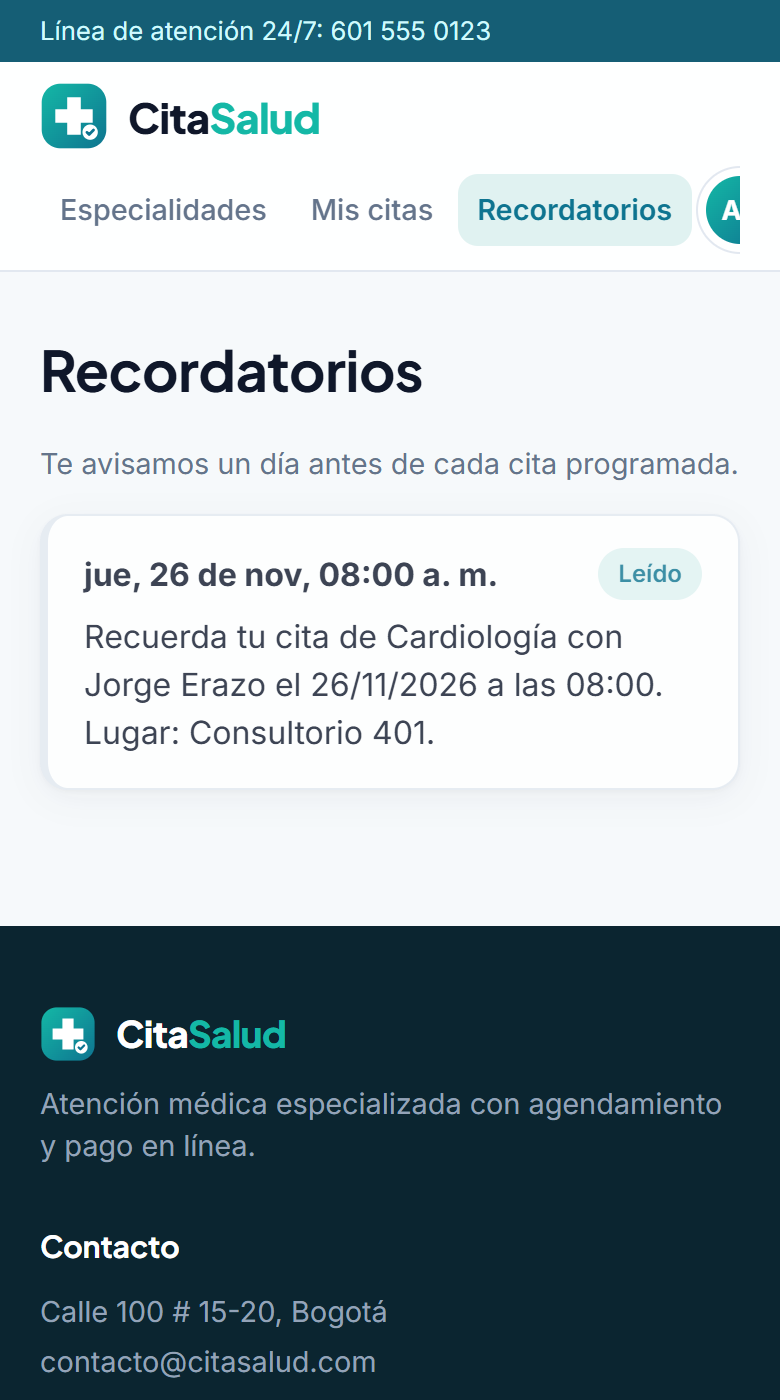 Línea de atención 24/7: 601 555 0123
CitaSalud
Especialidades Mis citas Recordatorios A
Recordatorios
Te avisamos un día antes de cada cita programada.
jue, 26 de nov, 08:00 a. m. Leído
Recuerda tu cita de Cardiología con
Jorge Erazo el 26/11/2026 a las 08:00.
Lugar: Consultorio 401.
CitaSalud
Atención médica especializada con agendamiento
y pago en línea.
Contacto
Calle 100 # 15-20, Bogotá
contacto@citasalud.com